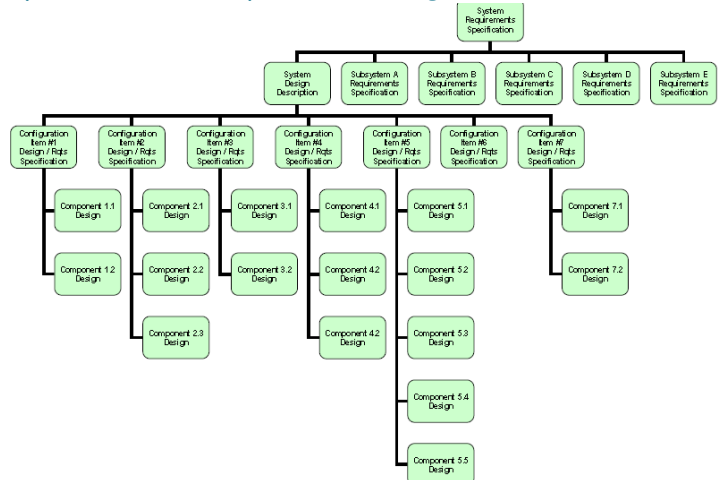 System
Requirements
Specification
System
Design
Description
Subsystem A
Requirements
Specification
Subsystem B
Requirements
Specification
Subsystem C
Requirements
Specification
Subsystem D
Requirements
Specification
Subsystem E
Requirements
Specification
Configuration
Item #1
Design / Rqts
Specification
Configuration
Item #2
Design / Rqts
Specification
Configuration
Item #3
Design / Rqts
Specification
Configuration
Item #4
Design / Rqts
Specification
Configuration
Item #5
Design / Rqts
Specification
Configuration
Item #6
Design / Rqts
Specification
Configuration
Item #7
Design / Rqts
Specification
Component 1.1
Design
Component 2.1
Design
Component 3.1
Design
Component 4.1
Design
Component 5.1
Design
Component 7.1
Design
Component 1.2
Design
Component 2.2
Design
Component 3.2
Design
Component 4.2
Design
Component 5.2
Design
Component 7.2
Design
Component 2.3
Design
Component 4.2
Design
Component 5.3
Design
Component 5.4
Design
Component 5.5
Design